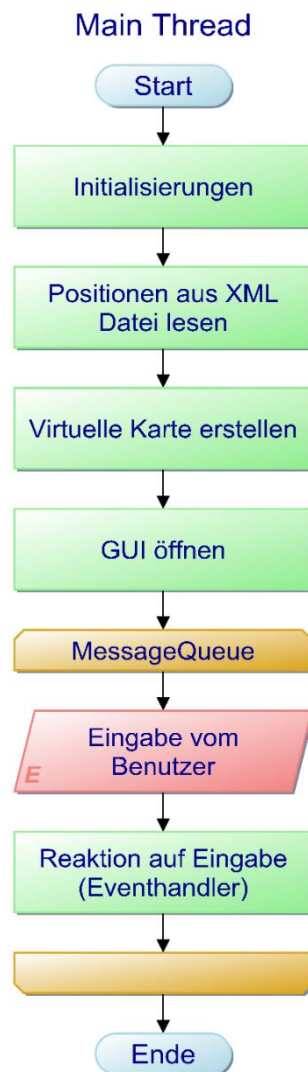 Main Thread
Start
Initialisierungen
Positionen aus XML
Datei lesen
Virtuelle Karte erstellen
GUI öffnen
MessageQueue
Eingabe vom
Benutzer
E
Reaktion auf Eingabe
(Eventhandler)
Ende